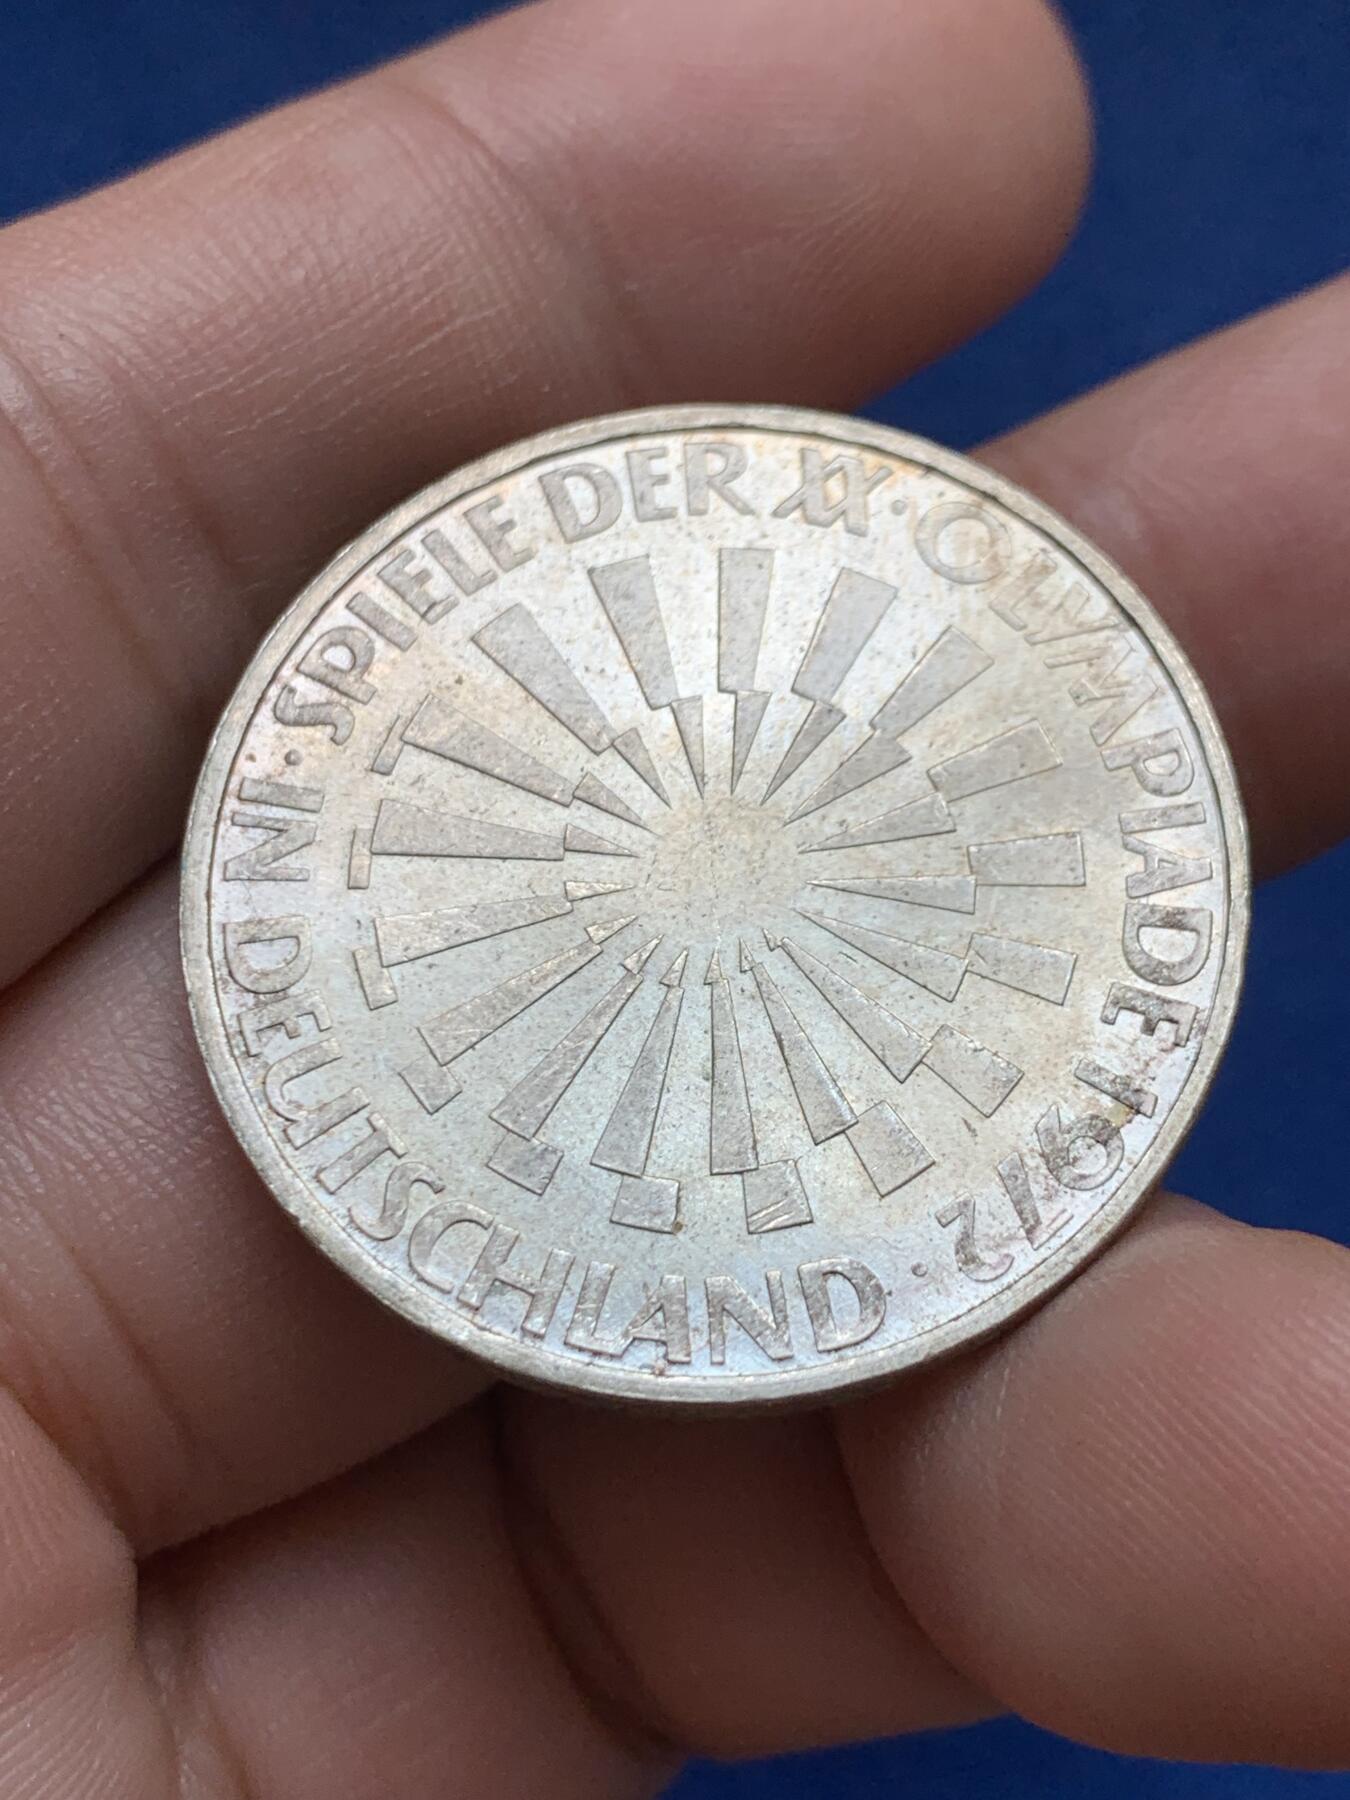 · SPIELE DER XX · OLYMPIADE 1972 ·
IN DEUTSCHLAND